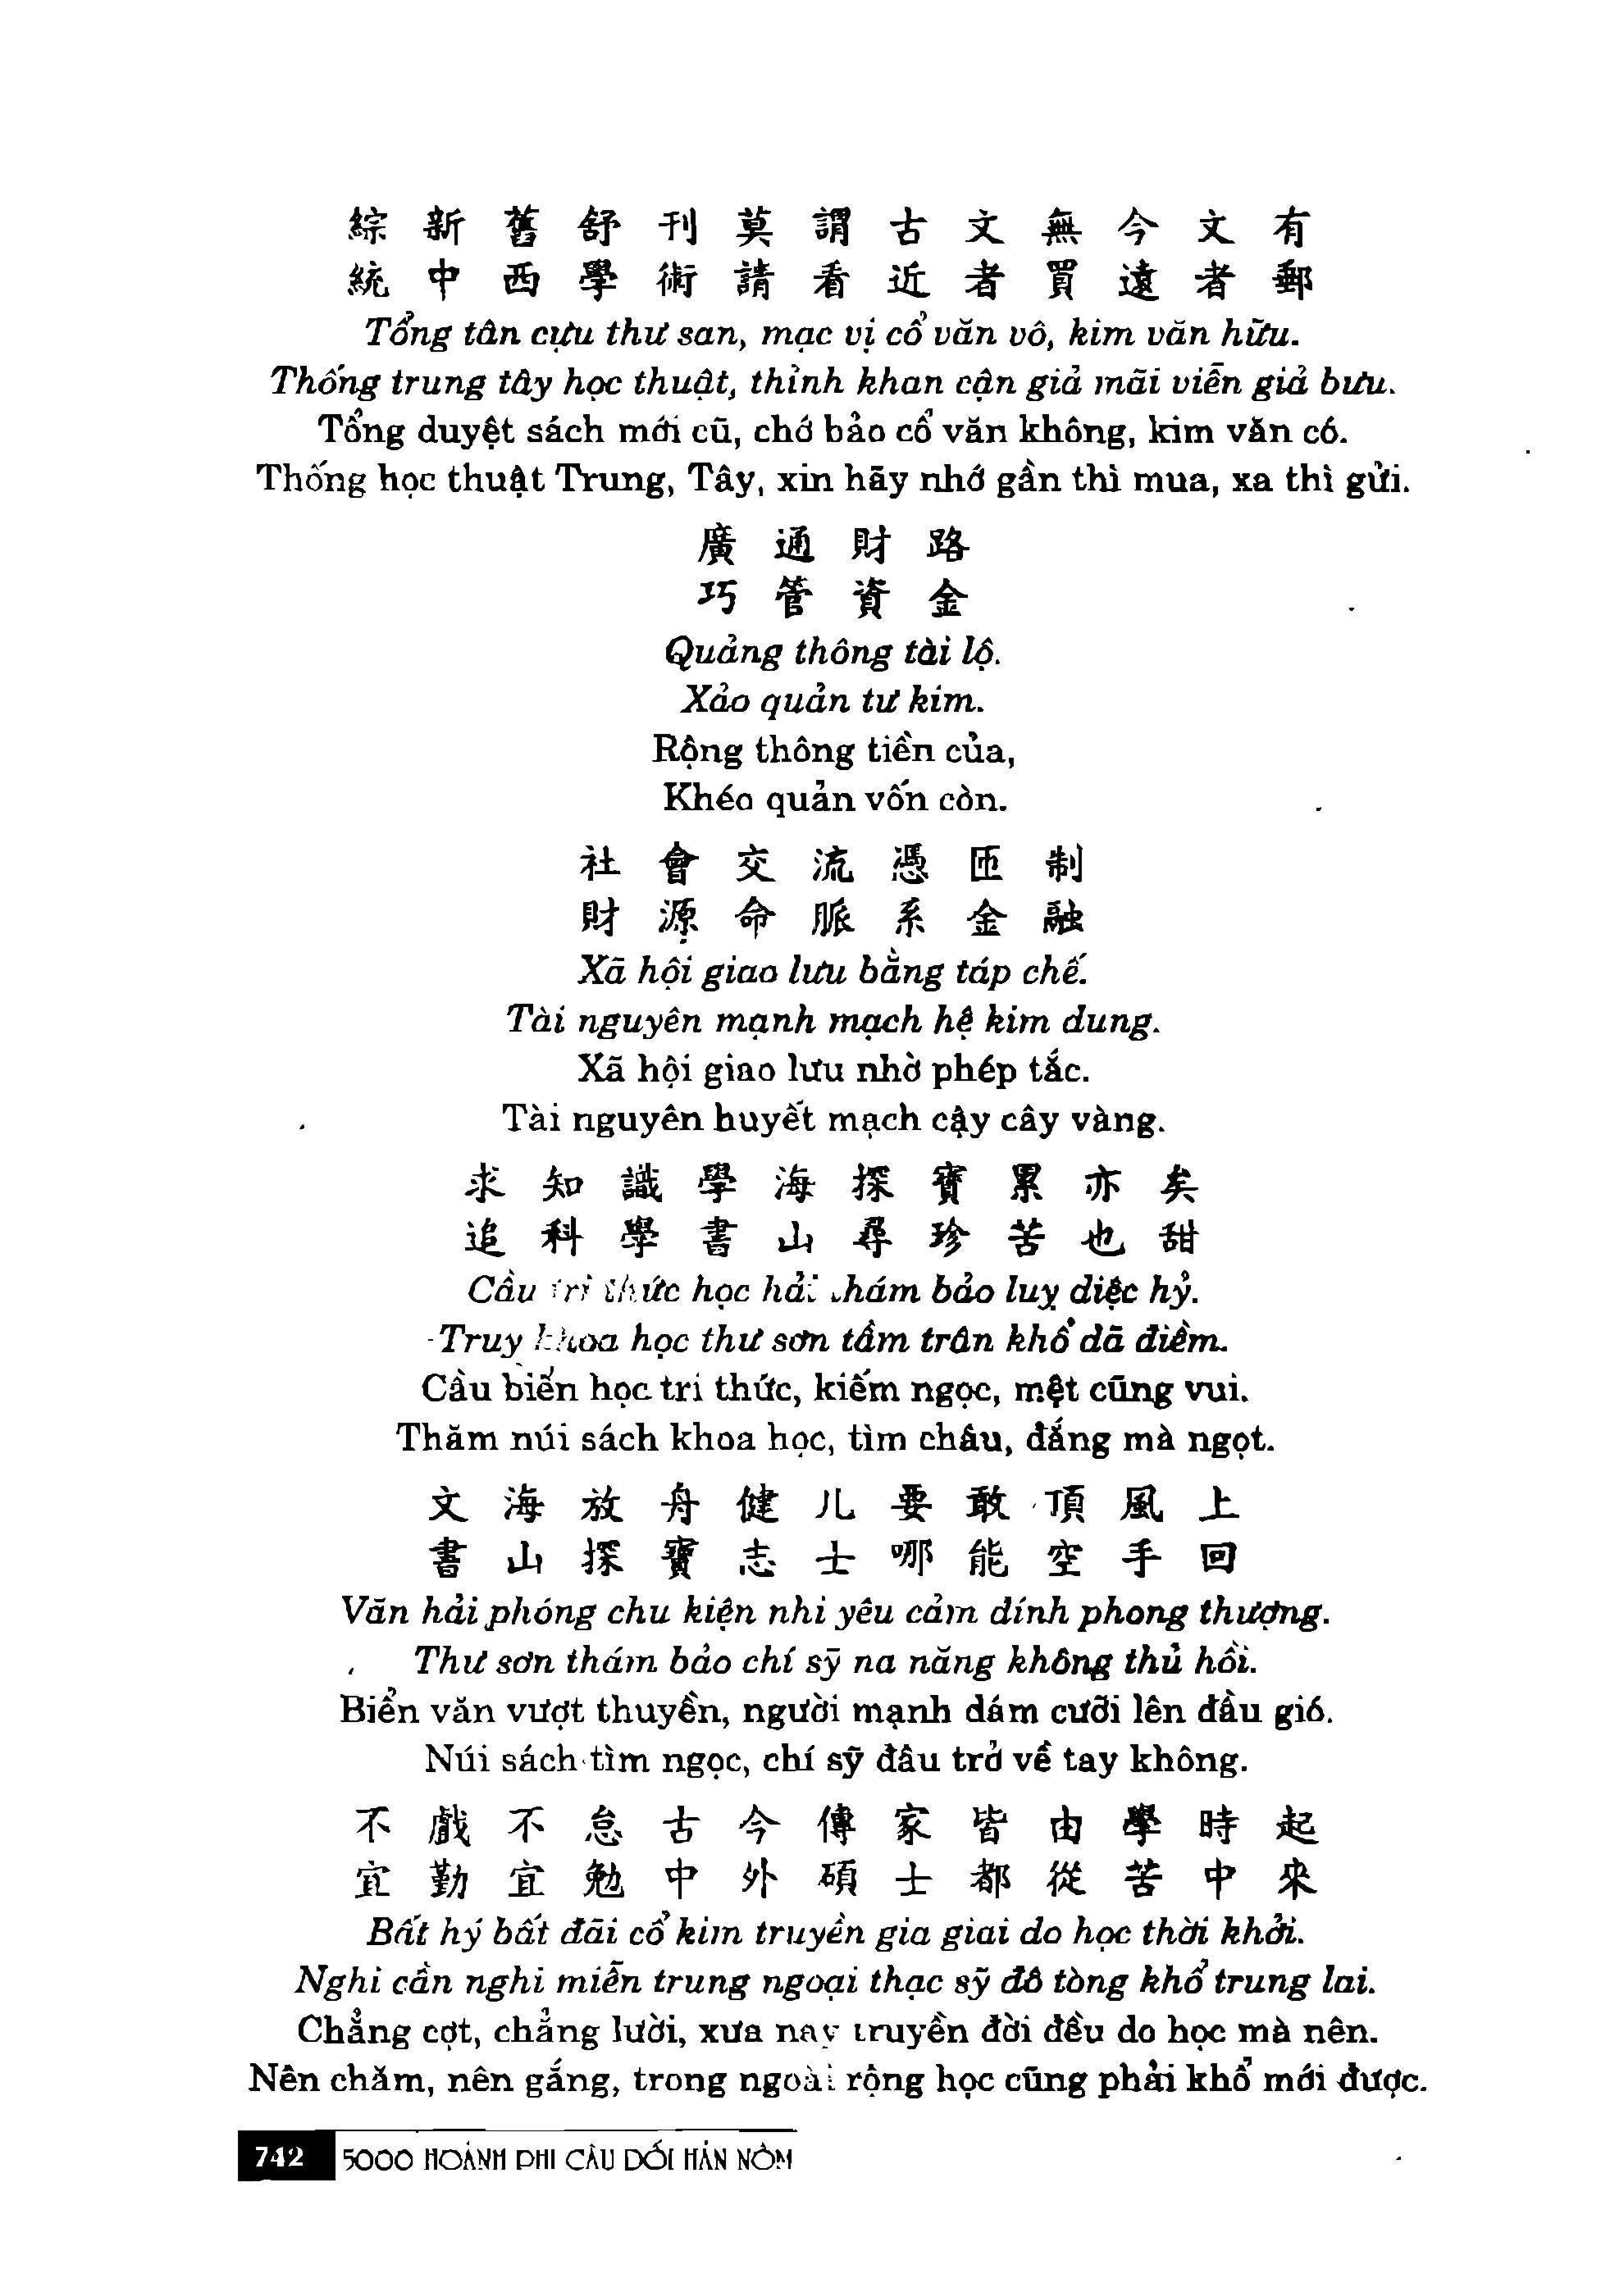 綜新舊舒刊莫謂古文無今文有
統中西學術請看近者買遠者郵
Tổng tân cựu thư san, mạc vị cổ văn vô, kim văn hữu.
Thống trung tây học thuật, thỉnh khan cận giả mãi viễn giả bưu.
Tổng duyệt sách mới cũ, chớ bảo cổ văn không, kim văn có.
Thống học thuật Trung, Tây, xin hãy nhớ gần thì mua, xa thì gửi.
廣通財路
巧管資金
Quảng thông tài lộ.
Xảo quản tư kim.
Rộng thông tiền của,
Khéo quản vốn còn.
社會交流憑匝制
財源命脈系金融
Xã hội giao lưu bằng táp chế.
Tài nguyên mạnh mạch hệ kim dung.
Xã hội giao lưu nhờ phép tắc.
Tài nguyên huyết mạch cậy cây vàng.
求知識學海探寶累亦矣
追科學書山尋珍苦也甜
Cầu tri thức học hải thám bảo luỵ diệc hỷ.
Truy khoa học thư sơn tầm trân khổ dã điềm.
Cầu biển học tri thức, kiếm ngọc, mệt cũng vui.
Thăm núi sách khoa học, tìm châu, đắng mà ngọt.
文海放舟健儿要敢頂風上
書山探寶志士哪能空手回
Văn hải phóng chu kiện nhi yêu cảm dính phong thượng.
Thư sơn thám bảo chí sỹ na năng không thủ hồi.
Biển văn vượt thuyền, người mạnh dám cưỡi lên đầu gió.
Núi sách tìm ngọc, chí sỹ đâu trở về tay không.
不戲不怠古今傳家皆由學時起
宜勤宜勉中外碩士都從苦中來
Bất hý bất đãi cổ kim truyền gia giai do học thời khởi.
Nghi cần nghi miễn trung ngoại thạc sỹ đô tòng khổ trung lai.
Chẳng cợt, chẳng lười, xưa nay truyền đời đều do học mà nên.
Nên chăm, nên gắng, trong ngoài rộng học cũng phải khổ mới được.
742 5000 HOÀNH PHI CÂU ĐỐI HÁN NÔM